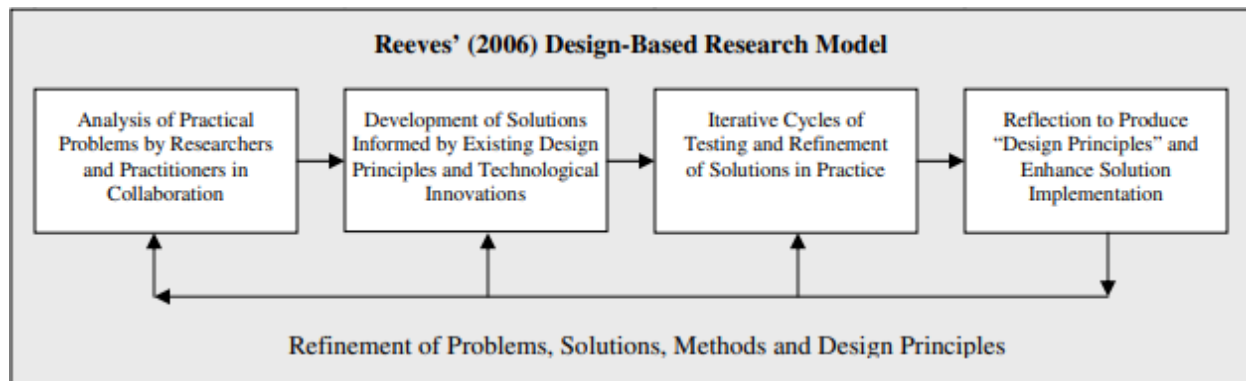 Reeves’ (2006) Design-Based Research Model
Analysis of Practical
Problems by Researchers
and Practitioners in
Collaboration
Development of Solutions
Informed by Existing Design
Principles and Technological
Innovations
Iterative Cycles of
Testing and Refinement
of Solutions in Practice
Reflection to Produce
“Design Principles” and
Enhance Solution
Implementation
Refinement of Problems, Solutions, Methods and Design Principles